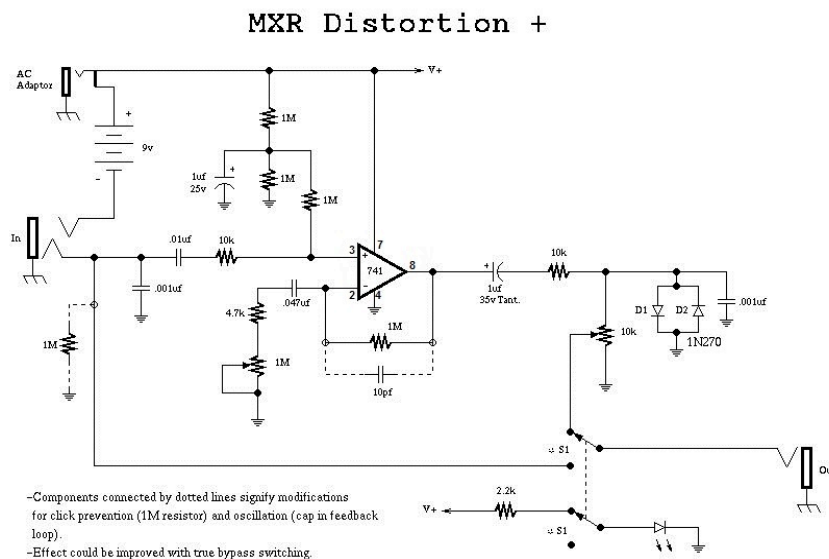 MXR Distortion +
AC
Adaptor
V+
+
9v
-
1M
1uf
25v
+
1M
1M
In
.01uf
10k
.001uf
3
+
7
741
8
-
2
4
4.7k
.047uf
1M
1M
10pf
1M
+
1uf
35v Tant.
10k
10k
D1
D2
1N270
.001uf
S1
Ou
V+
2.2k
S1
-Components connected by dotted lines signify modifications
for click prevention (1M resistor) and oscillation (cap in feedback
loop).
-Effect could be improved with true bypass switching.